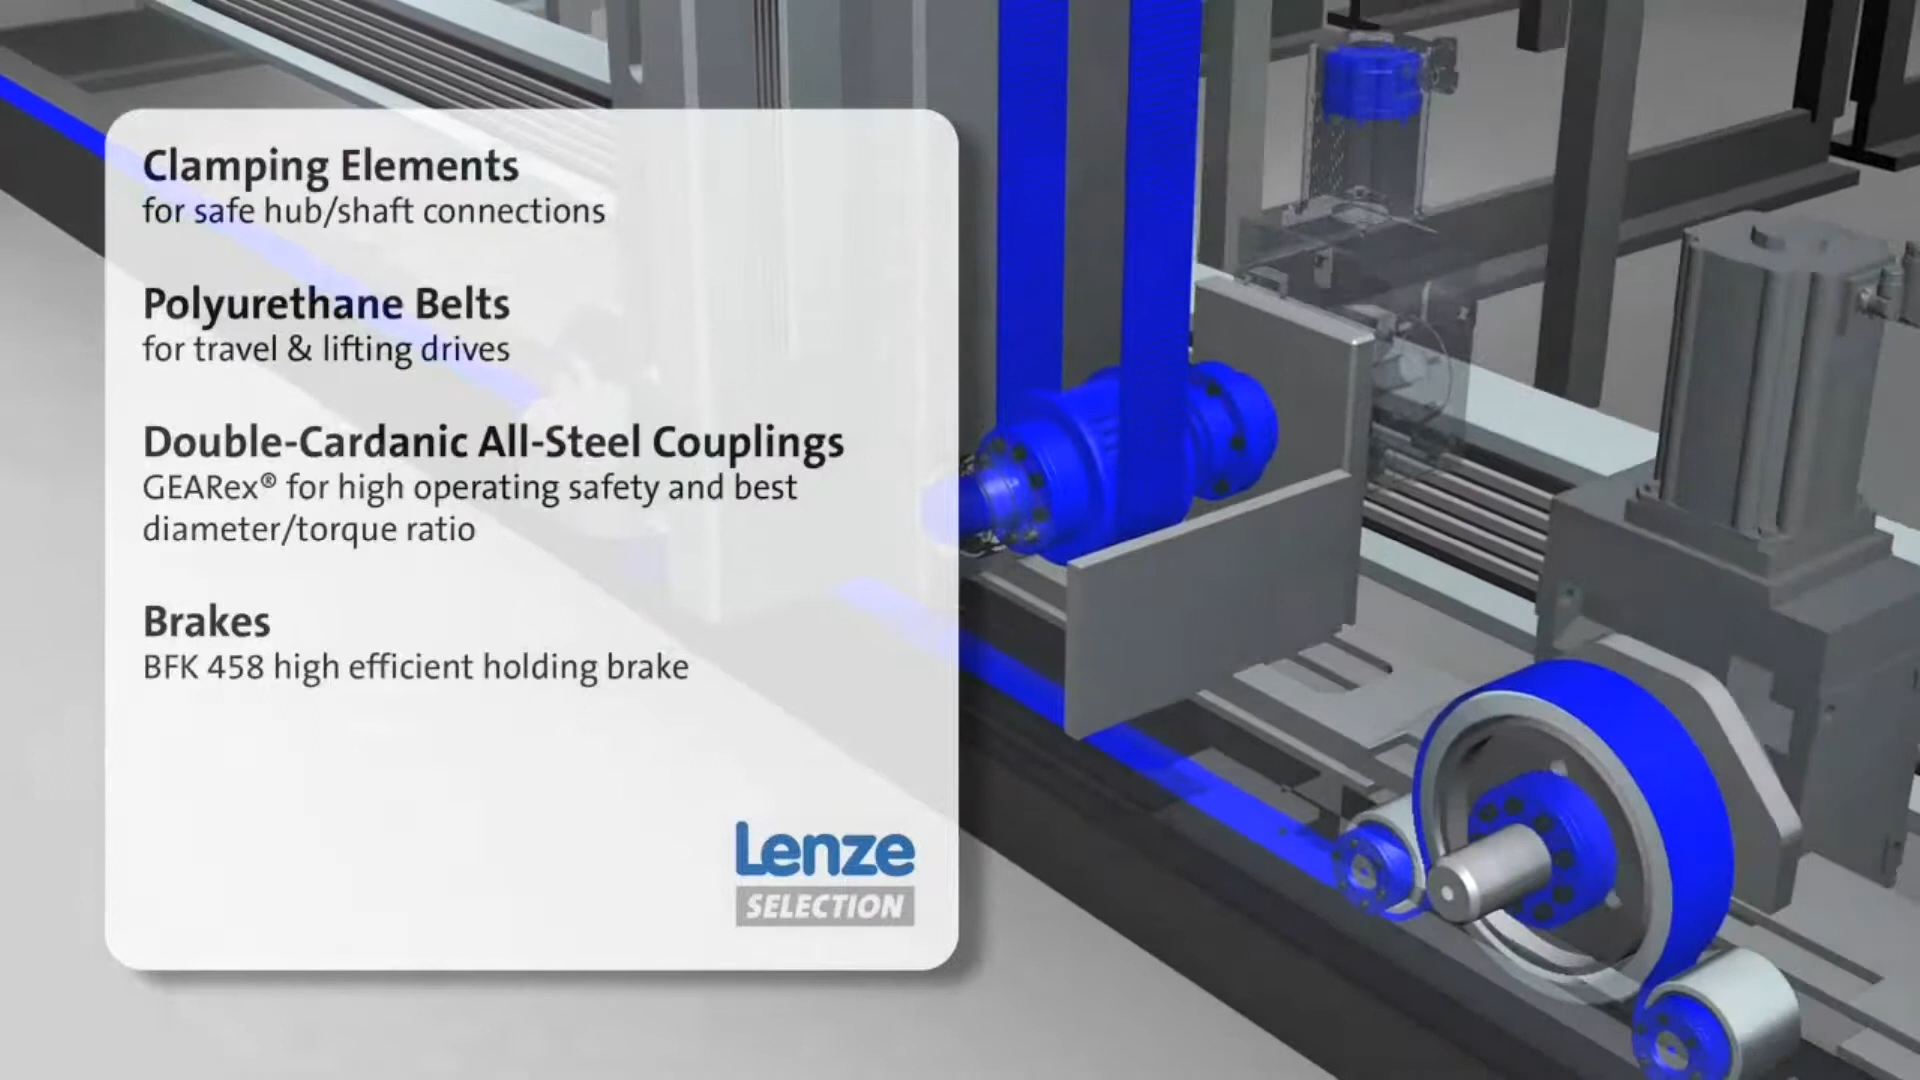 Clamping Elements
for safe hub/shaft connections
Polyurethane Belts
for travel & lifting drives
Double-Cardanic All-Steel Couplings
GEARex® for high operating safety and best
diameter/torque ratio
Brakes
BFK 458 high efficient holding brake
Lenze
SELECTION